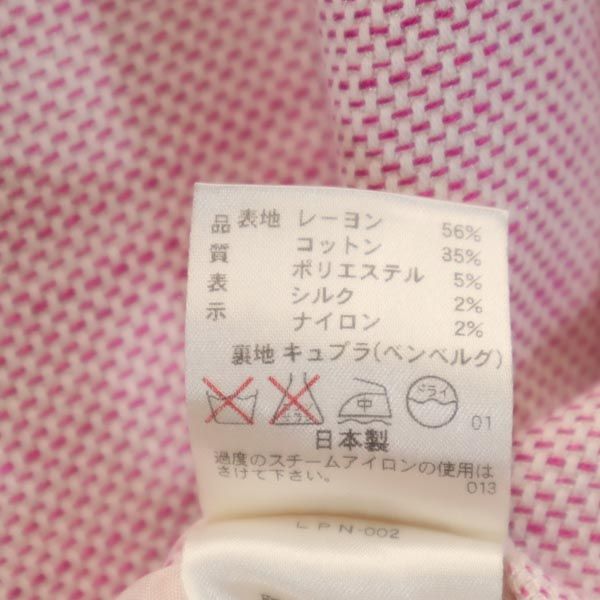 品質表示
表地 レーヨン 56%
コットン 35%
ポリエステル 5%
シルク 2%
ナイロン 2%
裏地 キュプラ(ベンベルグ)
中 ドライ 01
日本製
過度のスチームアイロンの使用は
さけて下さい。 013
LPN-002